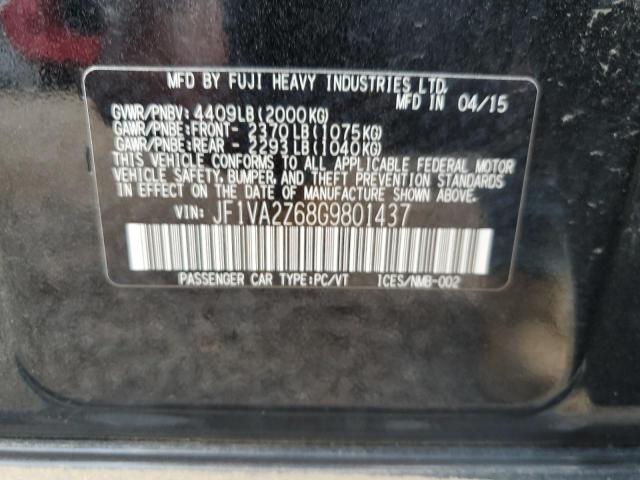 MFD BY FUJI HEAVY INDUSTRIES LTD.
MFD IN 04/15
GVWR/PNBV: 4409LB(2000KG)
GAWR/PNBE:FRONT- 2370LB(1075KG)
GAWR/PNBE:REAR - 2293LB(1040KG)
THIS VEHICLE CONFORMS TO ALL APPLICABLE FEDERAL MOTOR
VEHICLE SAFETY, BUMPER, AND THEFT PREVENTION STANDARDS
IN EFFECT ON THE DATE OF MANUFACTURE SHOWN ABOVE.
VIN: JF1VA2Z68G9801437
PASSENGER CAR TYPE:PC/VT ICES/NMB-002